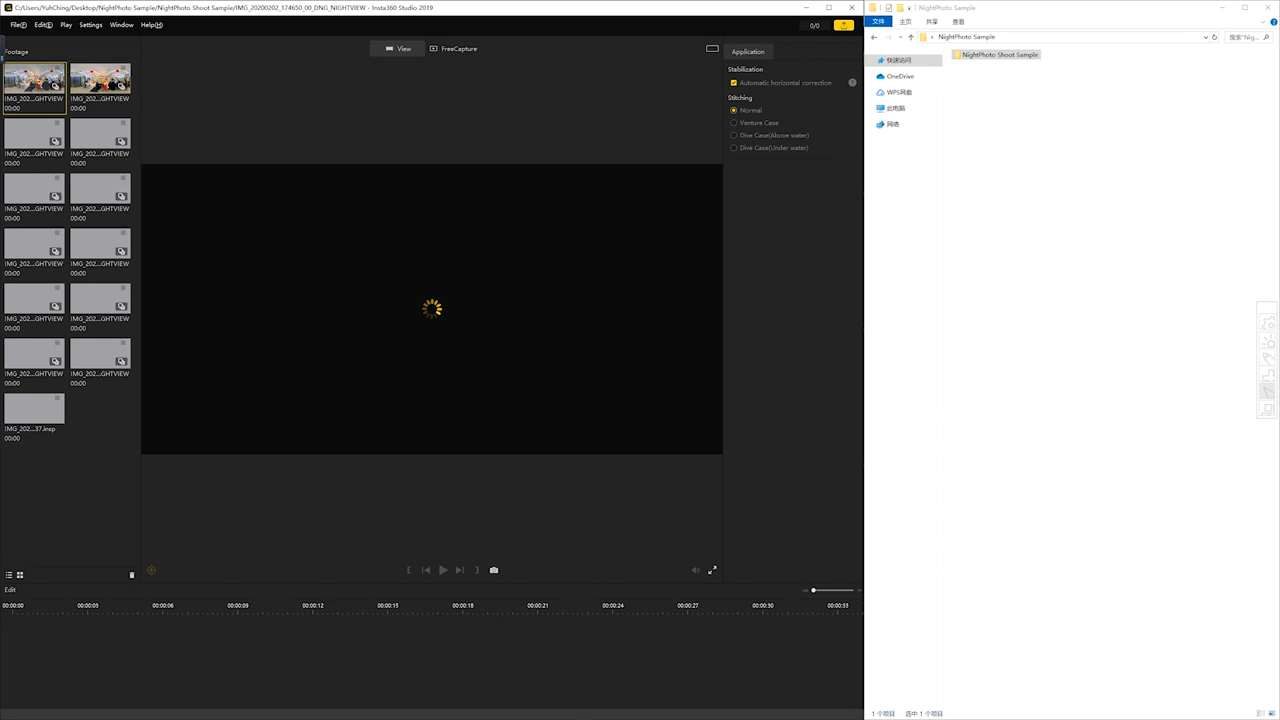 C:/Users/YuhChing/Desktop/NightPhoto Sample/NightPhoto Shoot Sample/IMG_20200202_174650_00_DNG_NIGHTVIEW - Insta360 Studio 2019
File(F) Edit(E) Play Settings Window Help(H)
0/0
Footage
View
FreeCapture
IMG_202...GHTVIEW IMG_202...GHTVIEW
00:00 00:00
IMG_202...GHTVIEW IMG_202...GHTVIEW
00:00 00:00
IMG_202...GHTVIEW IMG_202...GHTVIEW
00:00 00:00
IMG_202...GHTVIEW IMG_202...GHTVIEW
00:00 00:00
IMG_202...GHTVIEW IMG_202...GHTVIEW
00:00 00:00
IMG_202...GHTVIEW IMG_202...GHTVIEW
00:00 00:00
IMG_202...37.insp
00:00
Application
Stabilization
Automatic horizontal correction ?
Stitching
Normal
Venture Case
Dive Case(Above water)
Dive Case(Under water)
Edit
00:00:00 00:00:03 00:00:06 00:00:09 00:00:12 00:00:15 00:00:18 00:00:21 00:00:24 00:00:27 00:00:30 00:00:33
NightPhoto Sample
文件 主页 共享 查看
NightPhoto Sample
搜索"Nig...
快速访问
OneDrive
WPS网盘
此电脑
网络
NightPhoto Shoot Sample
1 个项目 选中 1 个项目